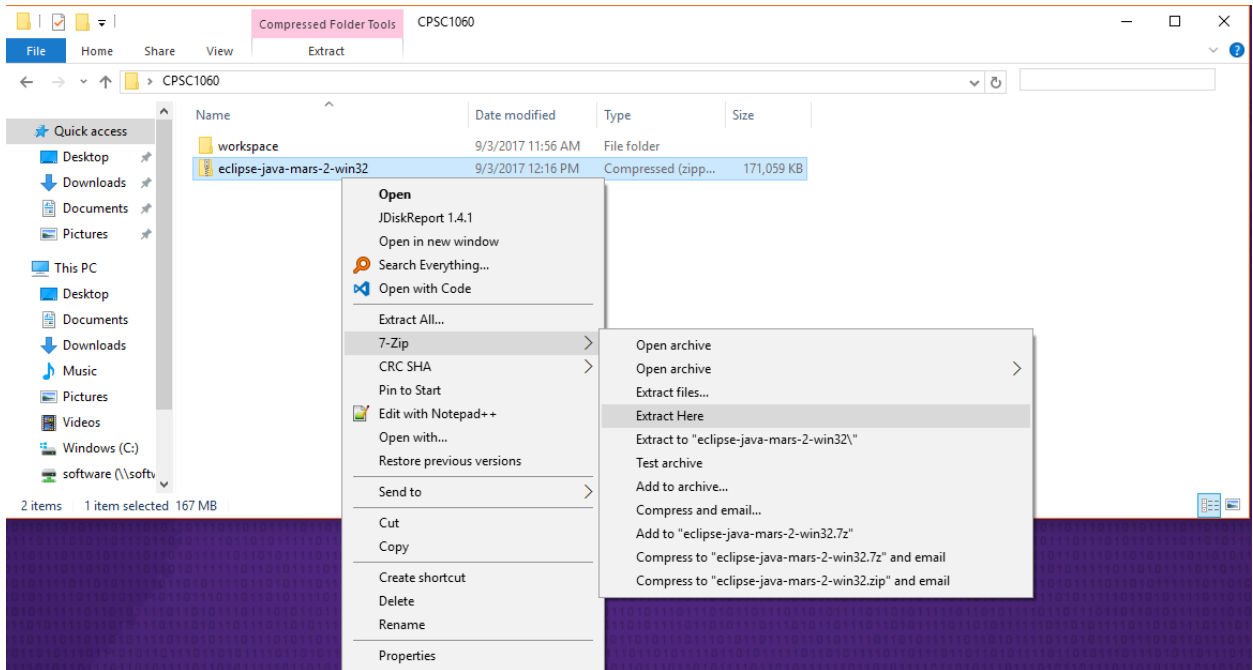 Compressed Folder Tools CPSC1060
File Home Share View Extract
CPSC1060
Name Date modified Type Size
Quick access
workspace 9/3/2017 11:56 AM File folder
Desktop
eclipse-java-mars-2-win32 9/3/2017 12:16 PM Compressed (zipp... 171,059 KB
Downloads
Documents
Pictures
This PC
Desktop
Documents
Downloads
Music
Pictures
Videos
Windows (C:)
software (\\softw
2 items 1 item selected 167 MB
Open
JDiskReport 1.4.1
Open in new window
Search Everything...
Open with Code
Extract All...
7-Zip
CRC SHA
Pin to Start
Edit with Notepad++
Open with...
Restore previous versions
Send to
Cut
Copy
Create shortcut
Delete
Rename
Properties
Open archive
Open archive
Extract files...
Extract Here
Extract to "eclipse-java-mars-2-win32\"
Test archive
Add to archive...
Compress and email...
Add to "eclipse-java-mars-2-win32.7z"
Compress to "eclipse-java-mars-2-win32.7z" and email
Compress to "eclipse-java-mars-2-win32.zip" and email